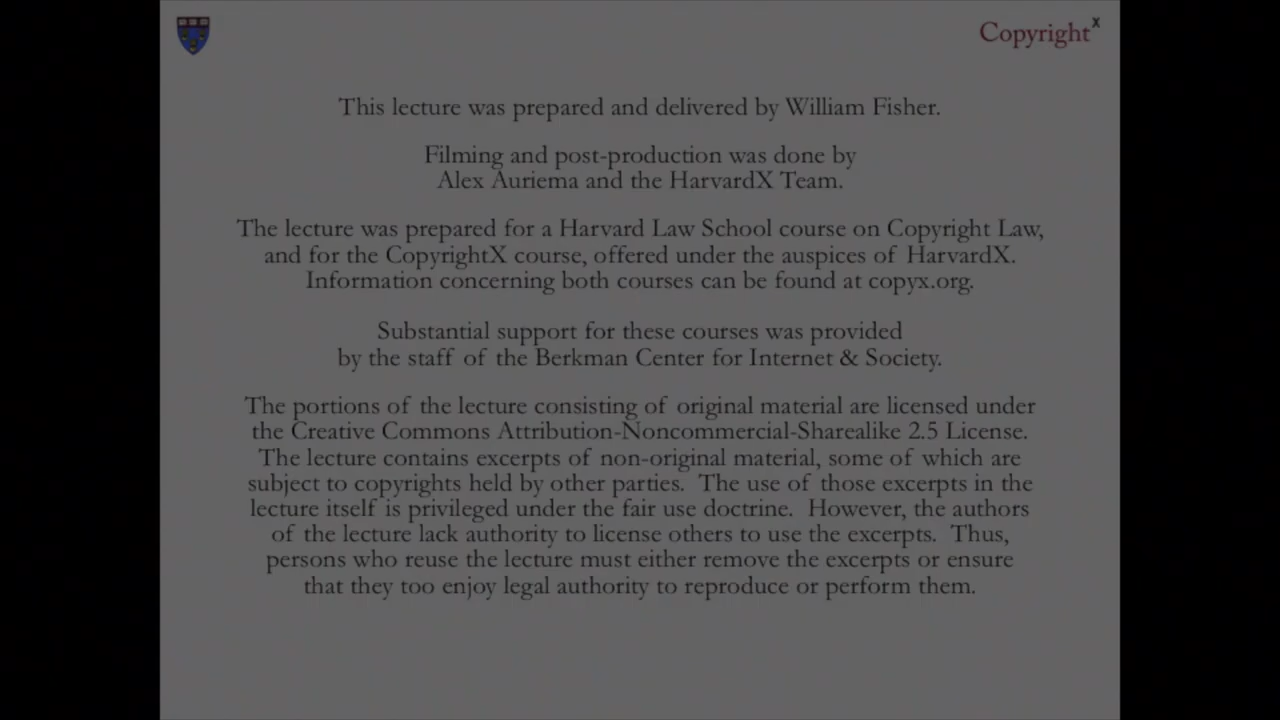 Copyright^x
This lecture was prepared and delivered by William Fisher.
Filming and post-production was done by
Alex Auriema and the HarvardX Team.
The lecture was prepared for a Harvard Law School course on Copyright Law,
and for the CopyrightX course, offered under the auspices of HarvardX.
Information concerning both courses can be found at copyx.org.
Substantial support for these courses was provided
by the staff of the Berkman Center for Internet & Society.
The portions of the lecture consisting of original material are licensed under
the Creative Commons Attribution-Noncommercial-Sharealike 2.5 License.
The lecture contains excerpts of non-original material, some of which are
subject to copyrights held by other parties. The use of those excerpts in the
lecture itself is privileged under the fair use doctrine. However, the authors
of the lecture lack authority to license others to use the excerpts. Thus,
persons who reuse the lecture must either remove the excerpts or ensure
that they too enjoy legal authority to reproduce or perform them.